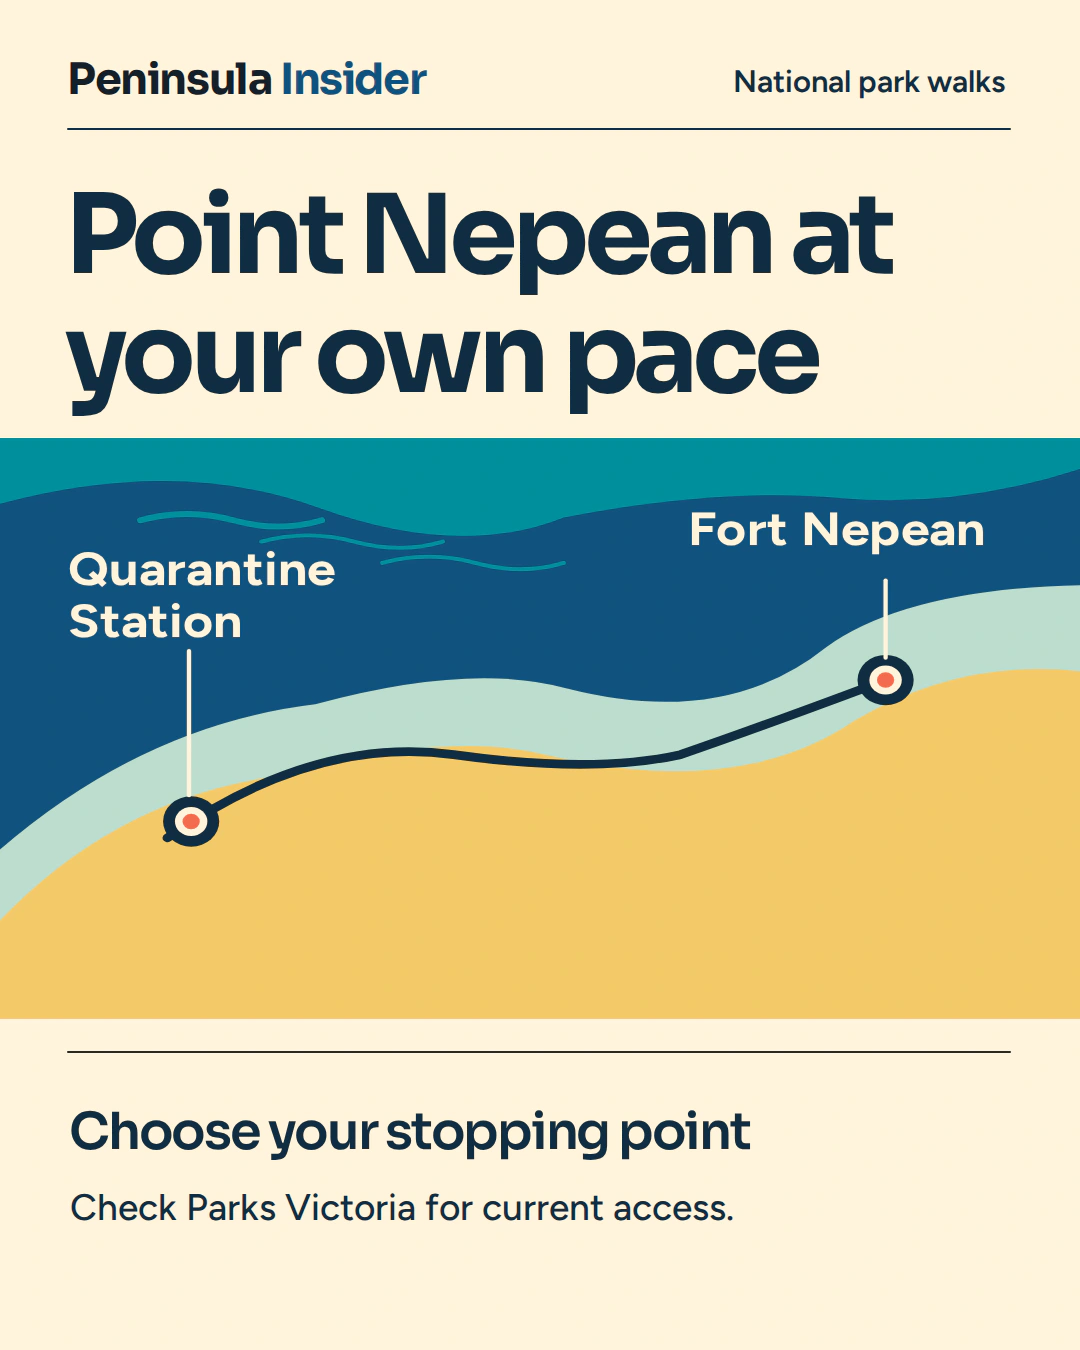 Peninsula Insider
National park walks
Point Nepean at
your own pace
Fort Nepean
Quarantine
Station
Choose your stopping point
Check Parks Victoria for current access.